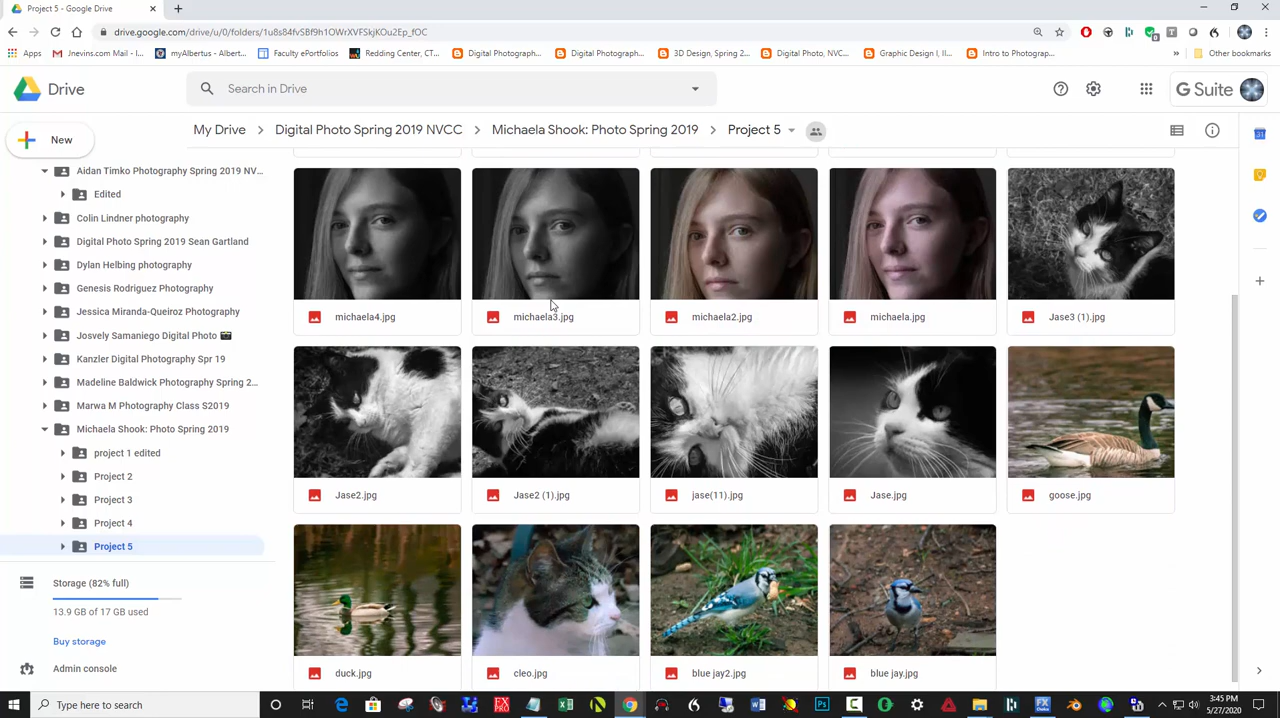 Project 5 - Google Drive
drive.google.com/drive/u/0/folders/1u8s84fvSBf9h1OWrXVFSkjKGs2Ep_fOC
Apps
Jnevins.com Mail - I...
myAlbertus - Albert...
Faculty ePortfolios
Redding Center, CT...
Digital Photograph...
Digital Photograph...
3D Design, Spring 2...
Digital Photo, NVC...
Graphic Design I, II...
Intro to Photograp...
»
Other bookmarks
Drive
Search in Drive
G Suite
New
My Drive > Digital Photo Spring 2019 NVCC > Michaela Shook: Photo Spring 2019 > Project 5
Aidan Timko Photography Spring 2019 NV...
Edited
Colin Lindner photography
Digital Photo Spring 2019 Sean Gartland
Dylan Helbing photography
Genesis Rodriguez Photography
Jessica Miranda-Queiroz Photography
Josvely Samaniego Digital Photo 📸
Kanzler Digital Photography Spr 19
Madeline Baldwick Photography Spring 2...
Marwa M Photography Class S2019
Michaela Shook: Photo Spring 2019
project 1 edited
Project 2
Project 3
Project 4
Project 5
Storage (82% full)
13.9 GB of 17 GB used
Buy storage
Admin console
michaela4.jpg
michaela3.jpg
michaela2.jpg
michaela.jpg
Jase3 (1).jpg
Jase2.jpg
Jase2 (1).jpg
jase(11).jpg
Jase.jpg
goose.jpg
duck.jpg
cleo.jpg
blue jay2.jpg
blue jay.jpg
Type here to search
3:45 PM
5/27/2020